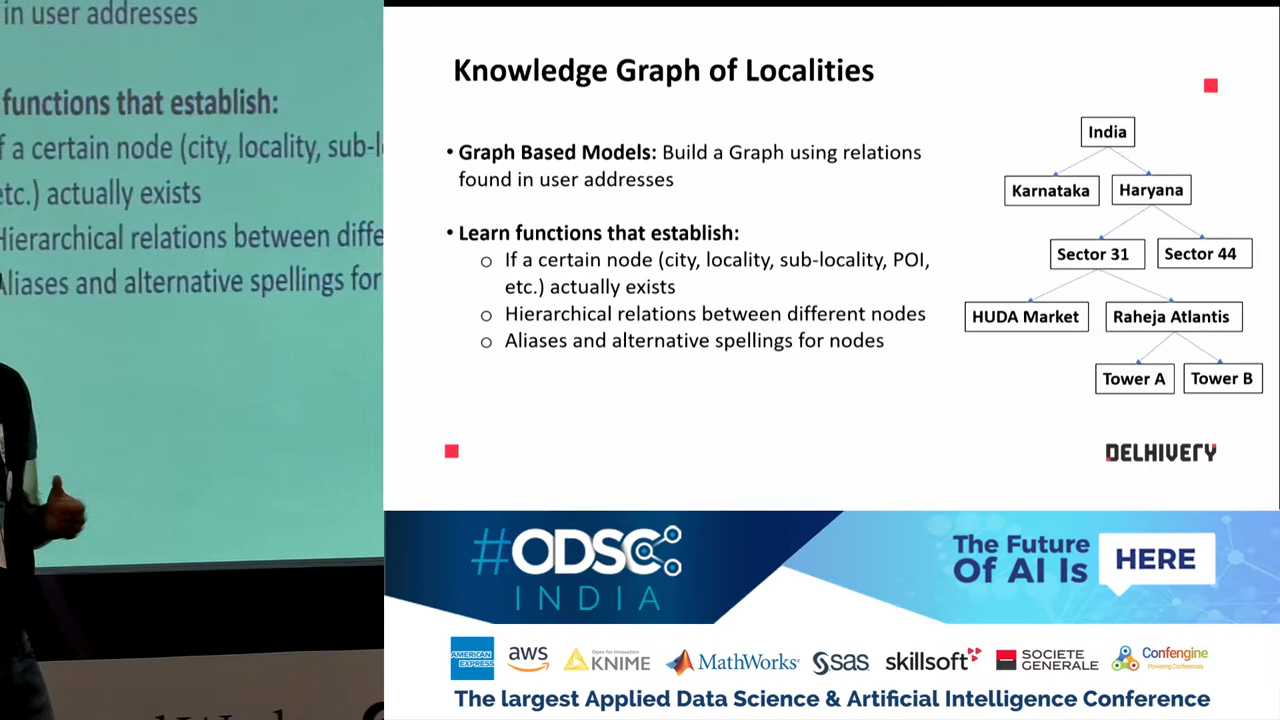 in user addresses
functions that establish:
f a certain node (city, locality, sub-l
etc.) actually exists
Hierarchical relations between diffe
Aliases and alternative spellings for
Knowledge Graph of Localities
• Graph Based Models: Build a Graph using relations
found in user addresses
• Learn functions that establish:
o If a certain node (city, locality, sub-locality, POI,
etc.) actually exists
o Hierarchical relations between different nodes
o Aliases and alternative spellings for nodes
India
Karnataka Haryana
Sector 31 Sector 44
HUDA Market Raheja Atlantis
Tower A Tower B
DELHIVERY
#ODSC
INDIA
The Future
Of AI Is HERE
AMERICAN
EXPRESS
aws
Open for Innovation
KNIME
MathWorks
sas
skillsoft
SOCIETE
GENERALE
Confengine
Powering Conferences
The largest Applied Data Science & Artificial Intelligence Conference